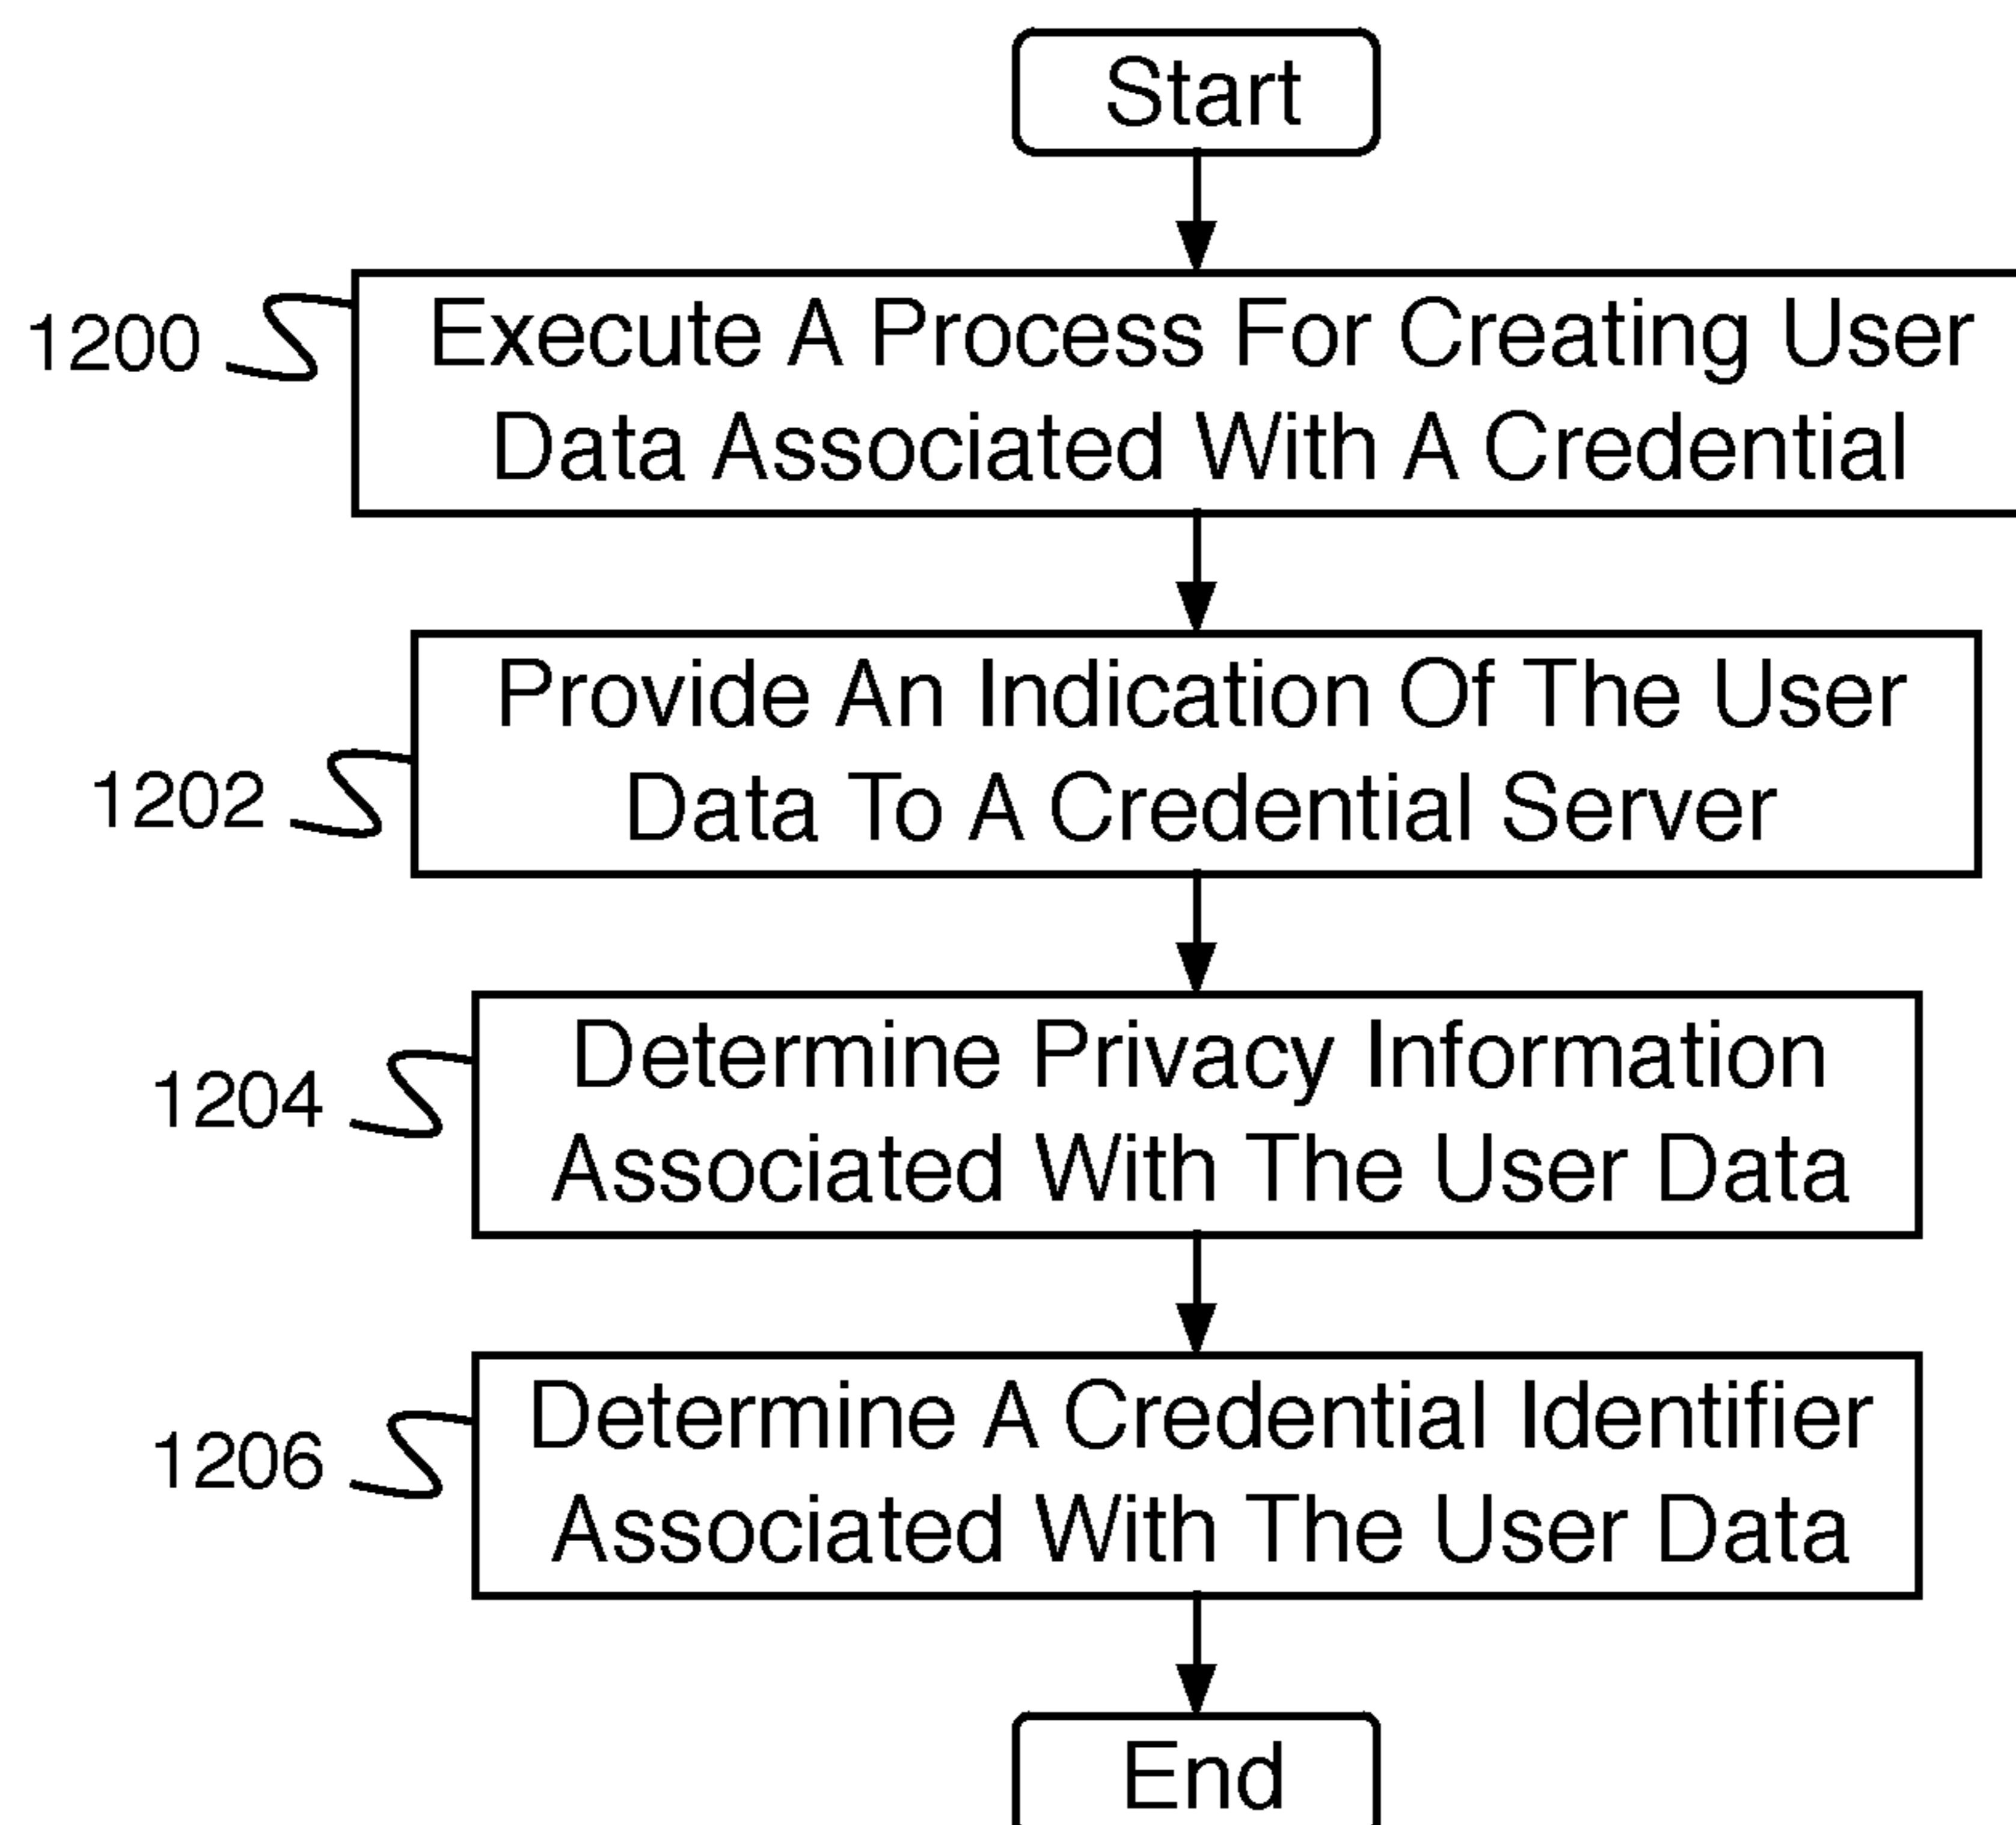 Start
1200
Execute A Process For Creating User
Data Associated With A Credential
1202
Provide An Indication Of The User
Data To A Credential Server
1204
Determine Privacy Information
Associated With The User Data
1206
Determine A Credential Identifier
Associated With The User Data
End